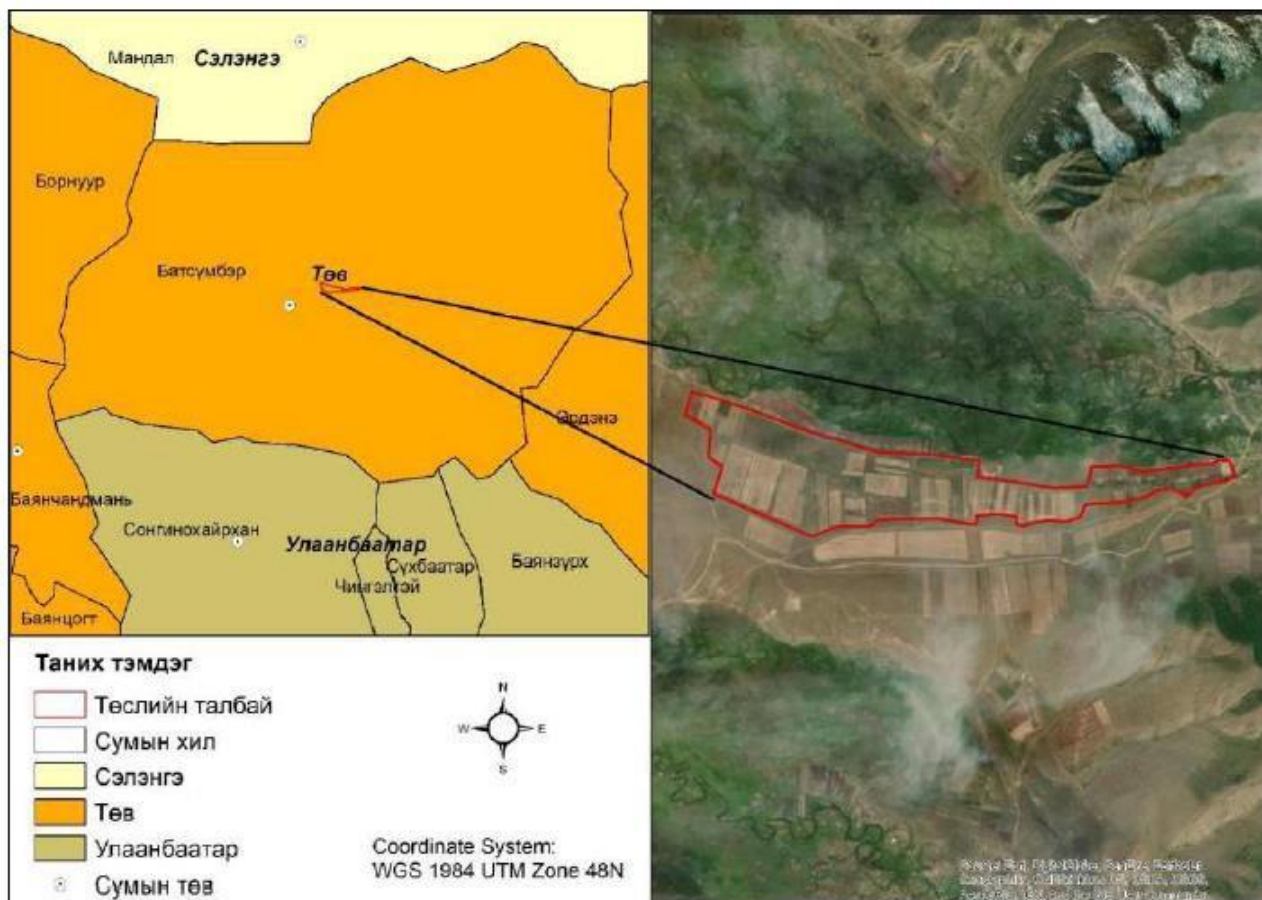 Мандал
Сэлэнгэ
Борнуур
Батсүмбэр
Төв
Эрдэнэ
Баянчандмань
Сонгинохайрхан
Улаанбаатар
Сүхбаатар
Чингэлтэй
Баянзүрх
Баянцогт
Таних тэмдэг
Төслийн талбай
Сумын хил
Сэлэнгэ
Төв
Улаанбаатар
Сумын төв
N
W
E
S
Coordinate System:
WGS 1984 UTM Zone 48N